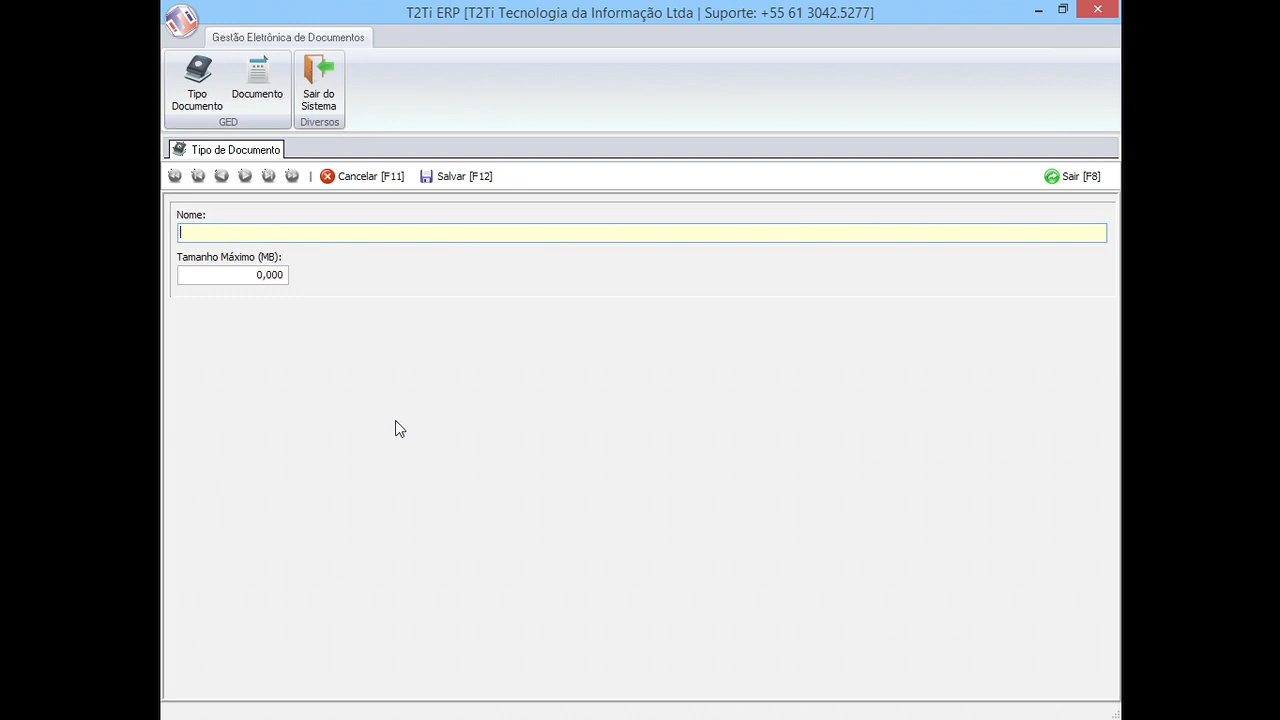 T2Ti ERP [T2Ti Tecnologia da Informação Ltda | Suporte: +55 61 3042.5277]
Gestão Eletrônica de Documentos
Tipo Documento
Documento
Sair do Sistema
GED
Diversos
Tipo de Documento
Cancelar [F11]
Salvar [F12]
Sair [F8]
Nome:
Tamanho Máximo (MB):
0,000